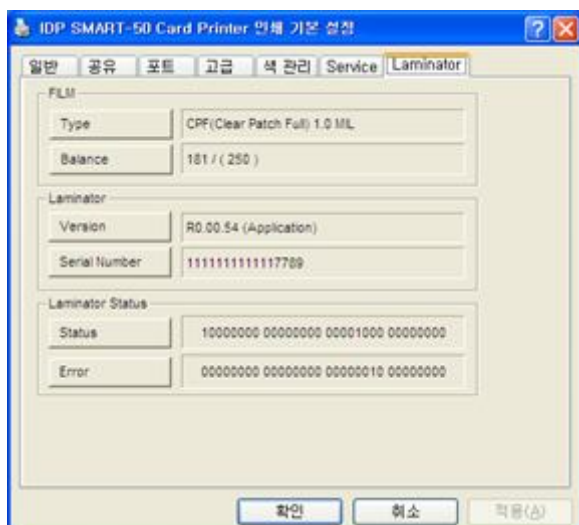 IDP SMART-50 Card Printer 인쇄 기본 설정
일반 공유 포트 고급 색 관리 Service Laminator
FILM
Type CPF(Clear Patch Full) 1.0 MIL
Balance 181 / ( 250 )
Laminator
Version R0.00.54 (Application)
Serial Number 1111111111117789
Laminator Status
Status 10000000 00000000 00001000 00000000
Error 00000000 00000000 00000010 00000000
확인 취소 적용(A)